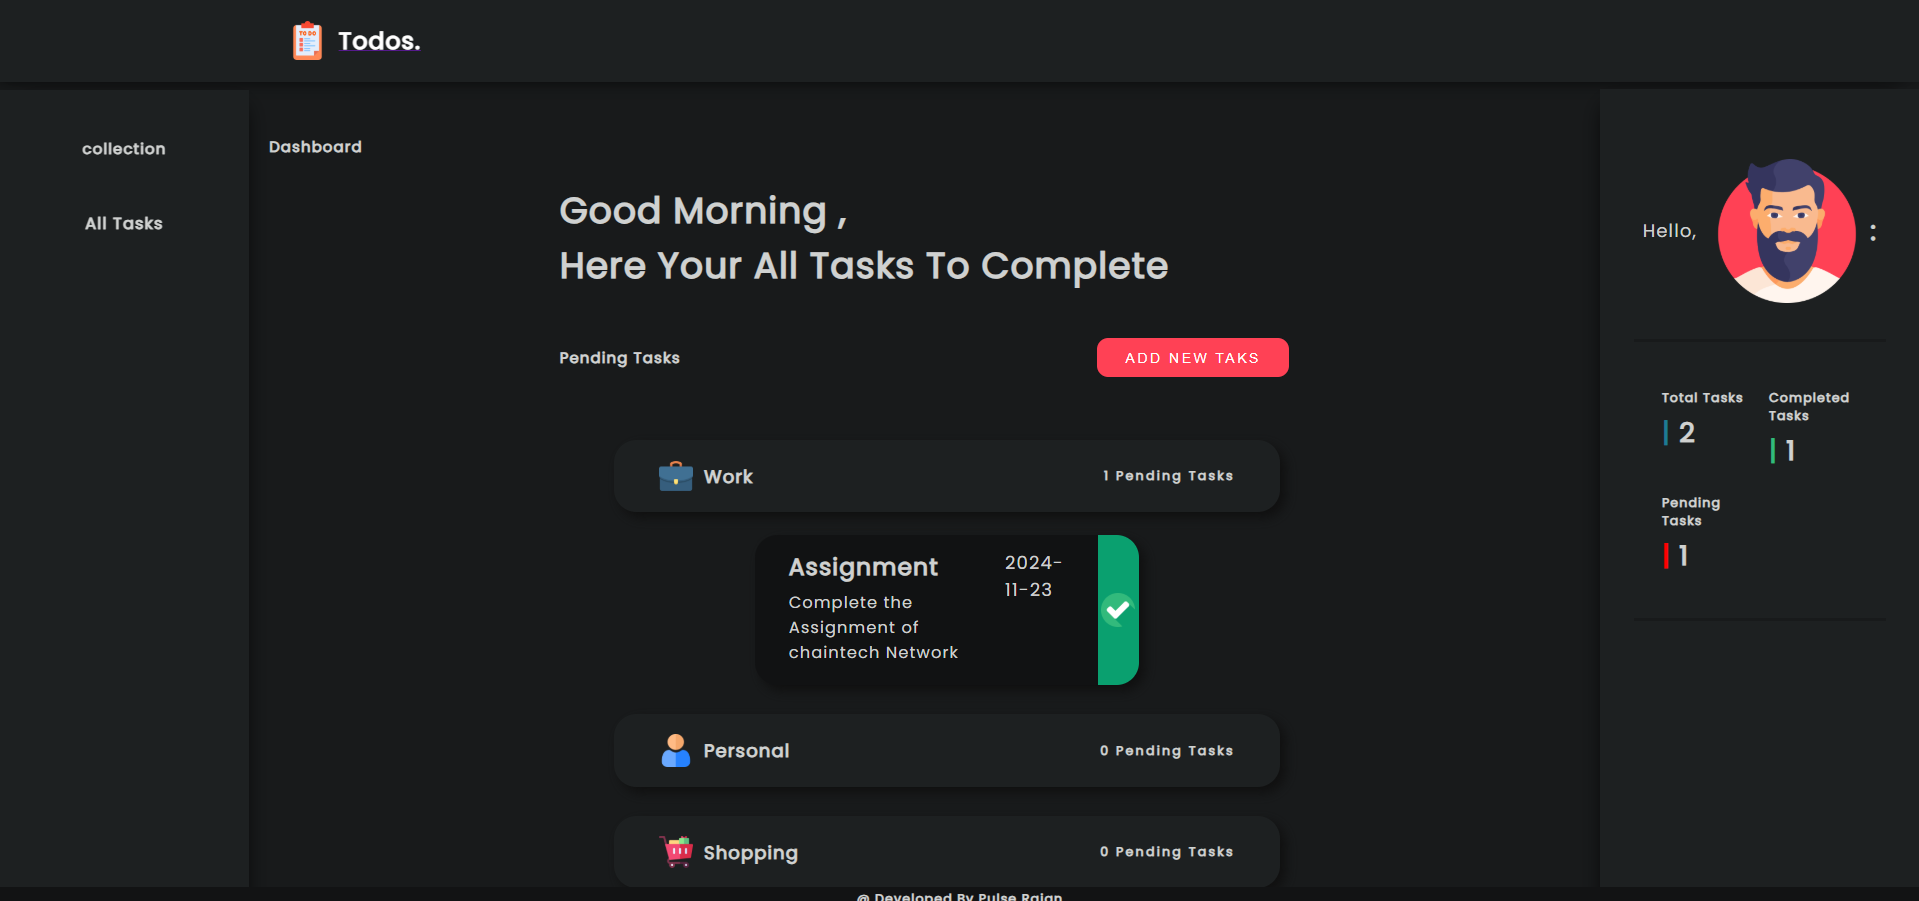 TO DO
Todos.
collection
All Tasks
Dashboard
Good Morning ,
Here Your All Tasks To Complete
Pending Tasks
ADD NEW TAKS
Work
1 Pending Tasks
Assignment
2024-
11-23
Complete the
Assignment of
chaintech Network
Personal
0 Pending Tasks
Shopping
0 Pending Tasks
Hello,
:
Total Tasks
2
Completed
Tasks
1
Pending
Tasks
1
@ Developed By Pulse Rajan